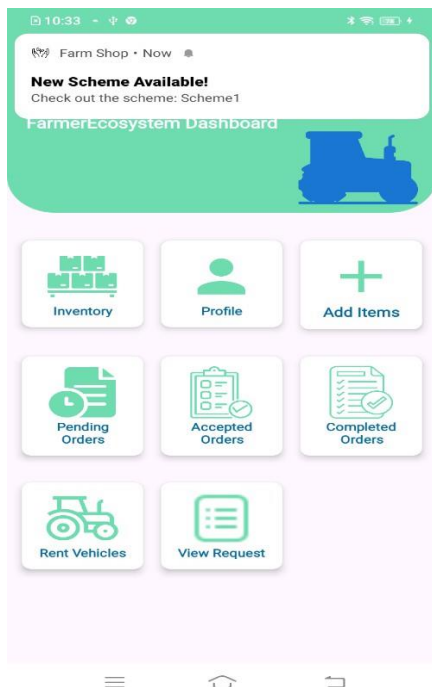 10:33
Farm Shop • Now
New Scheme Available!
Check out the scheme: Scheme1
FarmerEcosystem Dashboard
Inventory
Profile
Add Items
Pending
Orders
Accepted
Orders
Completed
Orders
Rent Vehicles
View Request